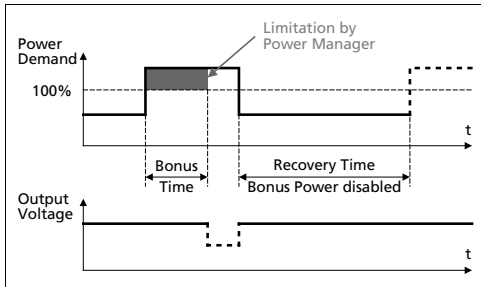 Limitation by
Power Manager
Power
Demand
100%
t
Bonus
Time
Recovery Time
Bonus Power disabled
Output
Voltage
t